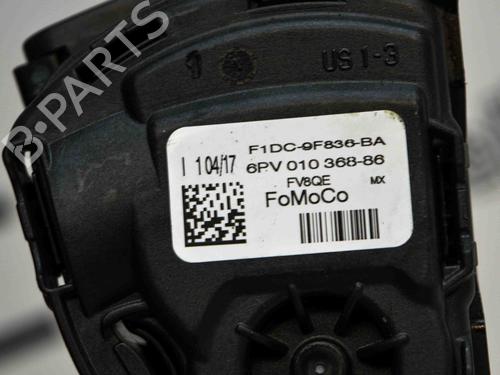 B-PARTS
1 US 1-3
F1DC-9F836-BA
I 104/17 6PV 010 368-86
FV8QE MX
FoMoCo